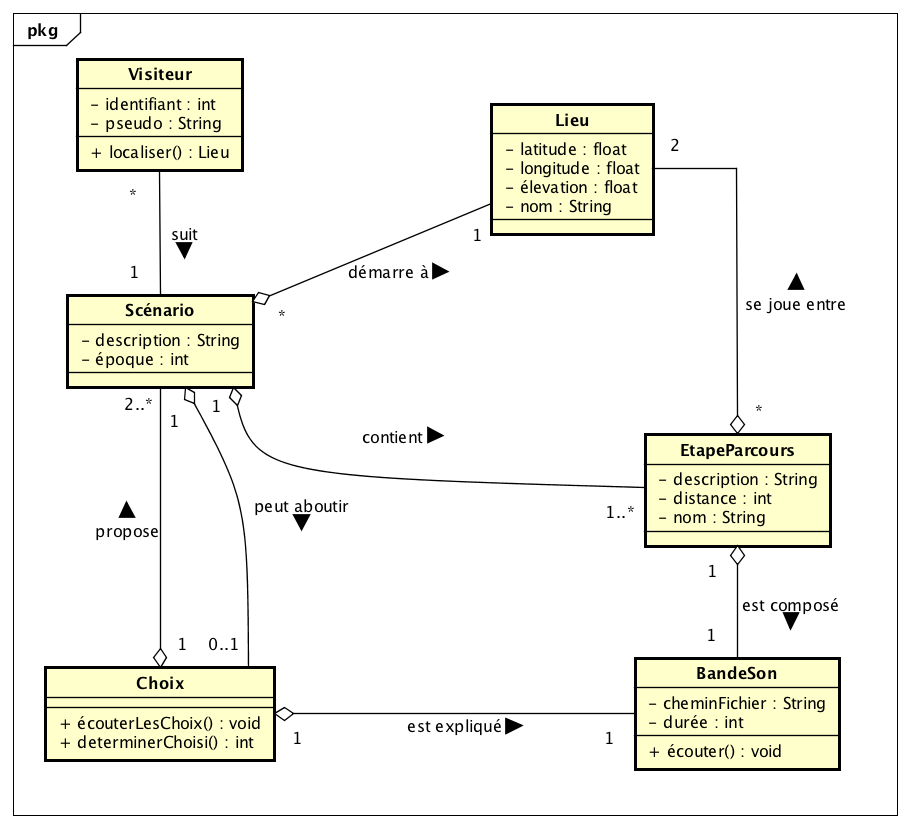 pkg
Visiteur
- identifiant : int
- pseudo : String
+ localiser() : Lieu
Lieu
- latitude : float
- longitude : float
- élevation : float
- nom : String
2
*
suit
1
1
démarre à
*
se joue entre
Scénario
- description : String
- époque : int
2..*
1
1
*
contient
EtapeParcours
- description : String
- distance : int
- nom : String
peut aboutir
1..*
propose
1
est composé
1
1
0..1
Choix
+ écouterLesChoix() : void
+ determinerChoisi() : int
BandeSon
- cheminFichier : String
- durée : int
+ écouter() : void
est expliqué
1
1